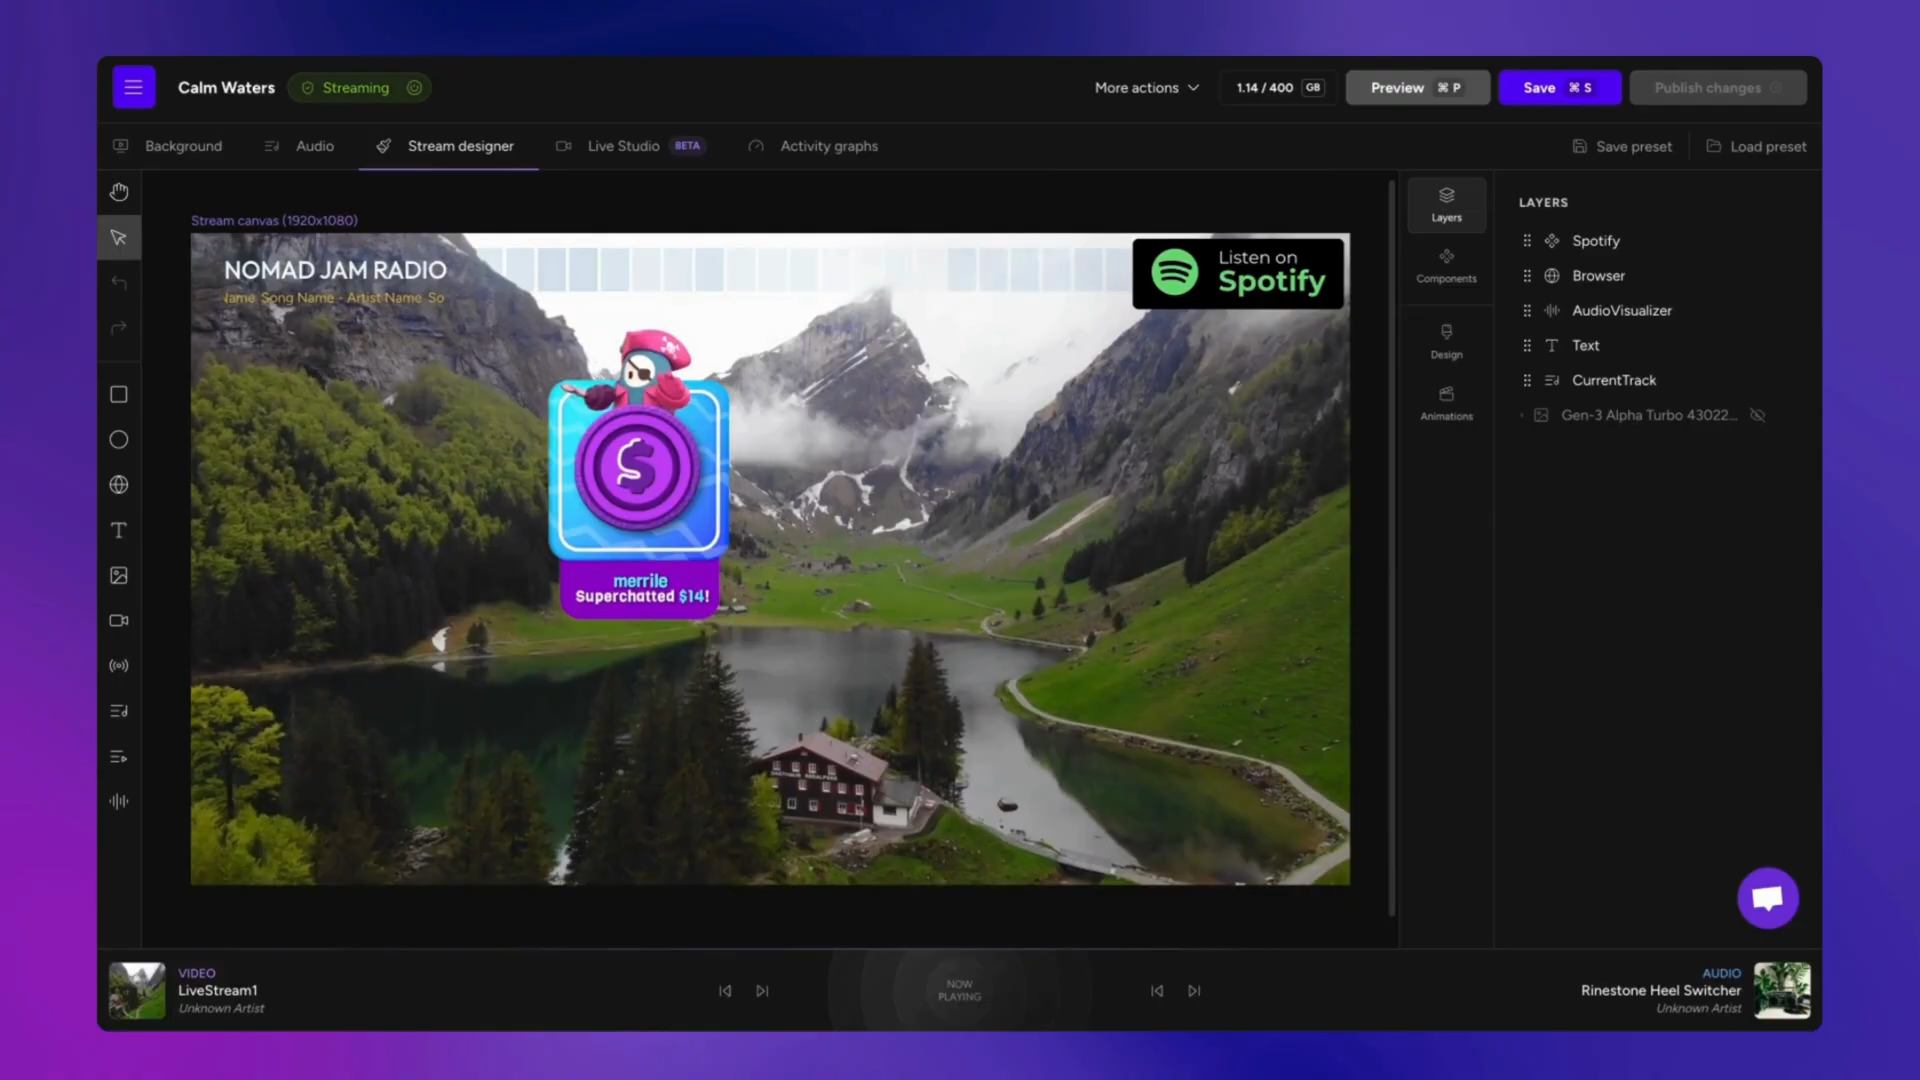 Calm Waters
Streaming
More actions
1.14 / 400 GB
Preview ⌘ P
Save ⌘ S
Publish changes
Background
Audio
Stream designer
Live Studio BETA
Activity graphs
Save preset
Load preset
Stream canvas (1920x1080)
NOMAD JAM RADIO
Name Song Name - Artist Name So
Listen on
Spotify
merrile
Superchatted $14!
Layers
Components
Design
Animations
LAYERS
Spotify
Browser
AudioVisualizer
Text
CurrentTrack
Gen-3 Alpha Turbo 43022...
VIDEO
LiveStream1
Unknown Artist
NOW
PLAYING
AUDIO
Rinestone Heel Switcher
Unknown Artist